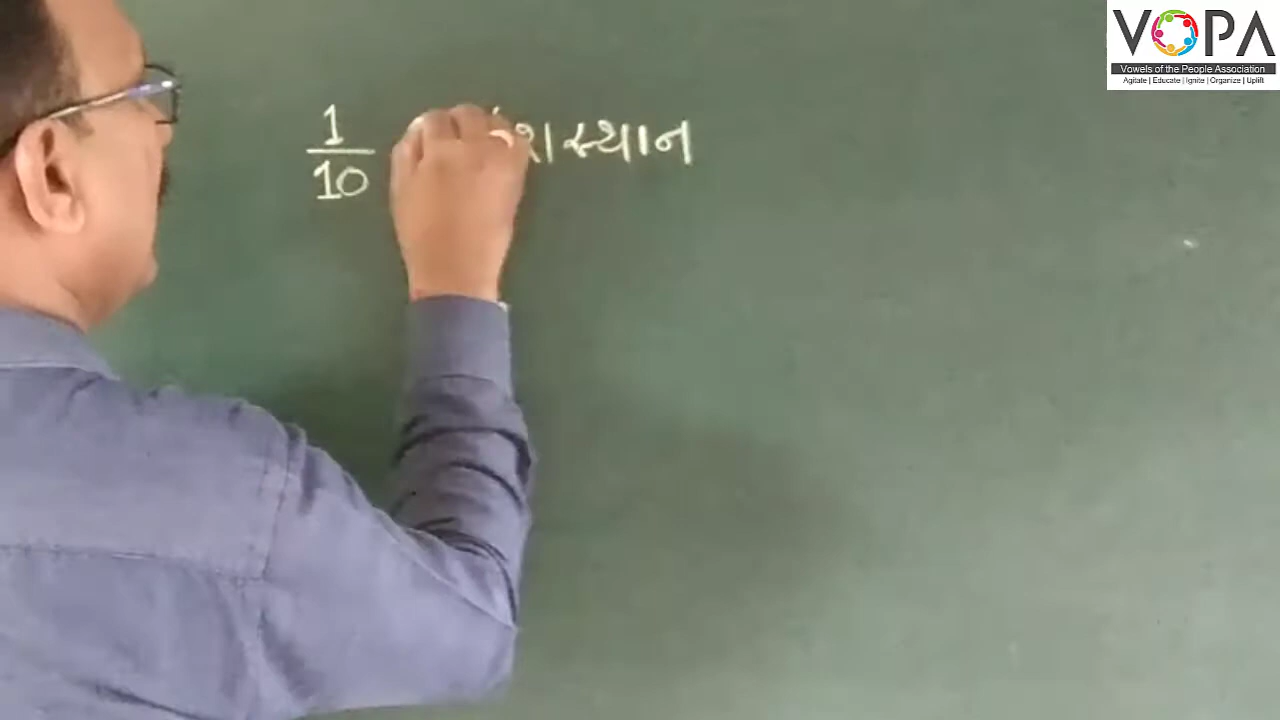 VOPA
Vowels of the People Association
Agitate | Educate | Ignite | Organize | Uplift
1
10
સ્થાન